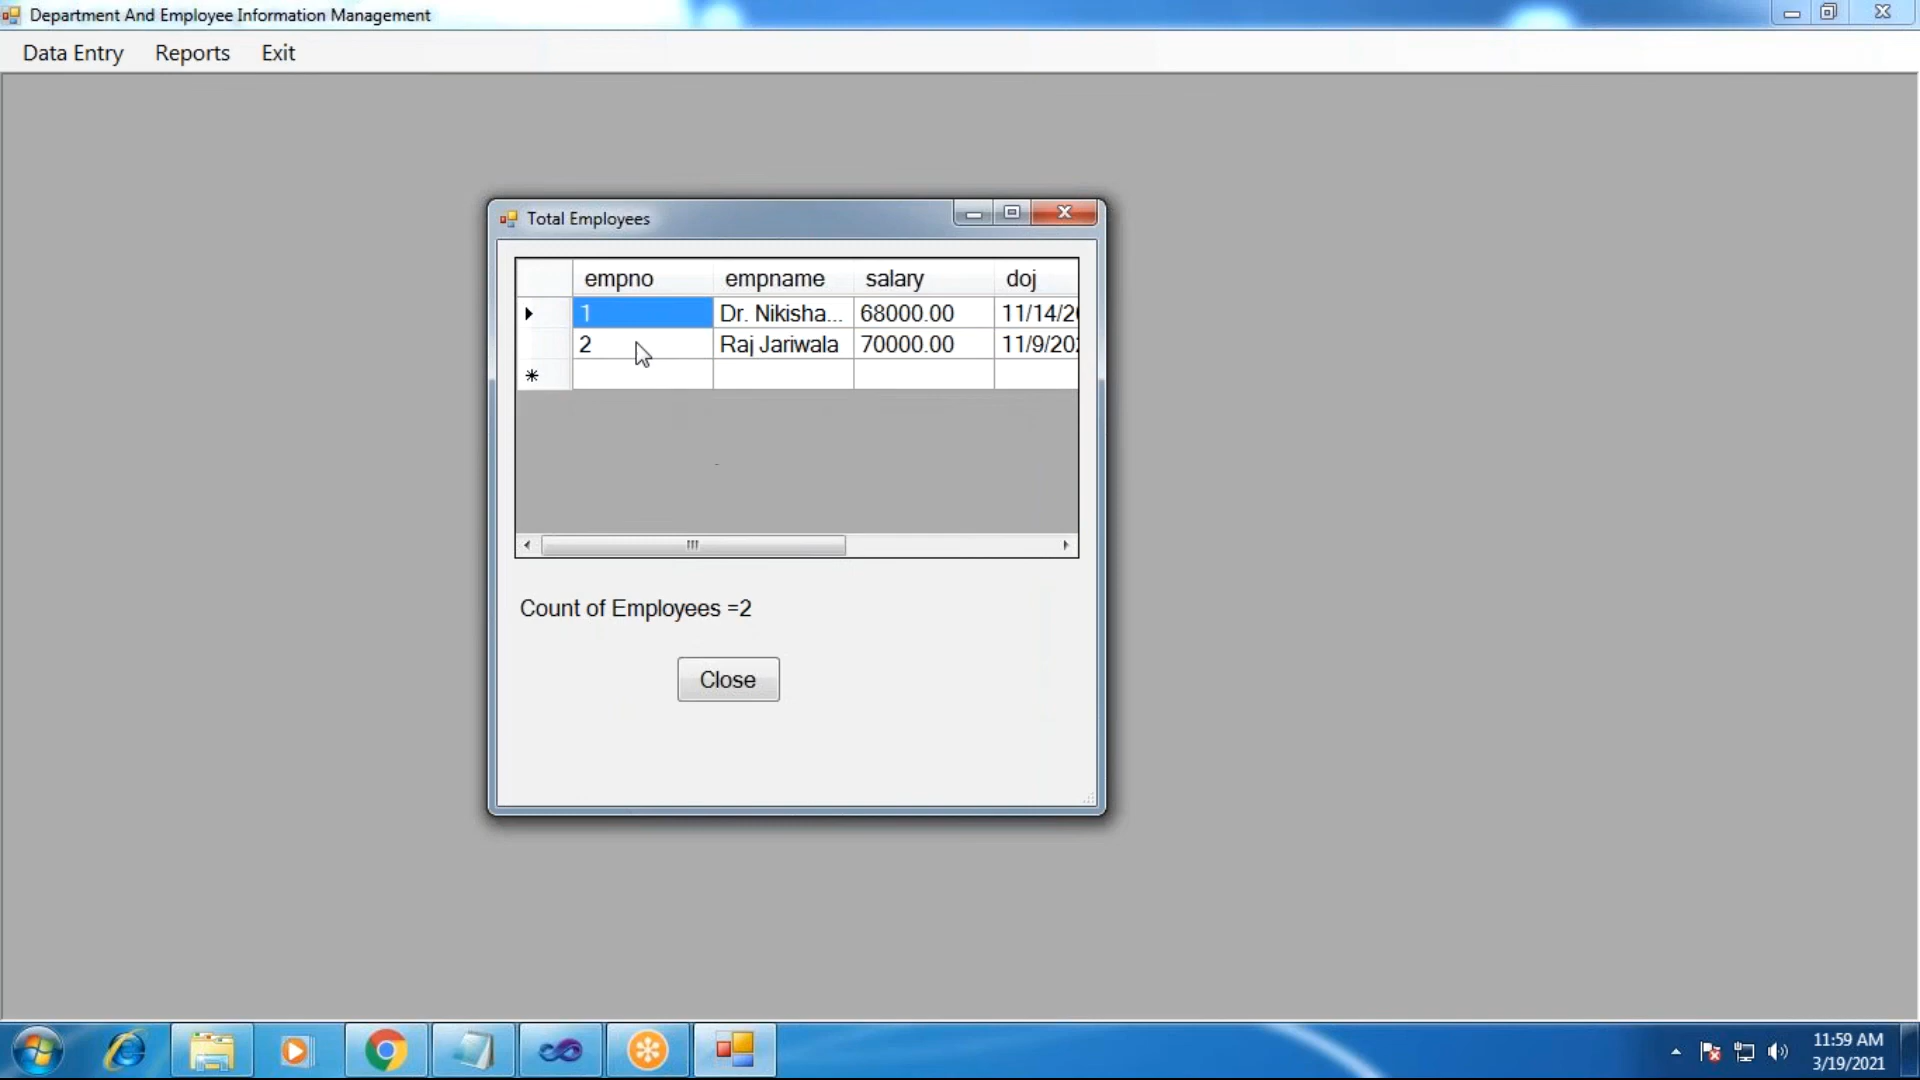 Department And Employee Information Management
Data Entry Reports Exit
Total Employees
empno empname salary doj
1 Dr. Nikisha... 68000.00 11/14/20
2 Raj Jariwala 70000.00 11/9/202
Count of Employees =2
Close
11:59 AM
3/19/2021